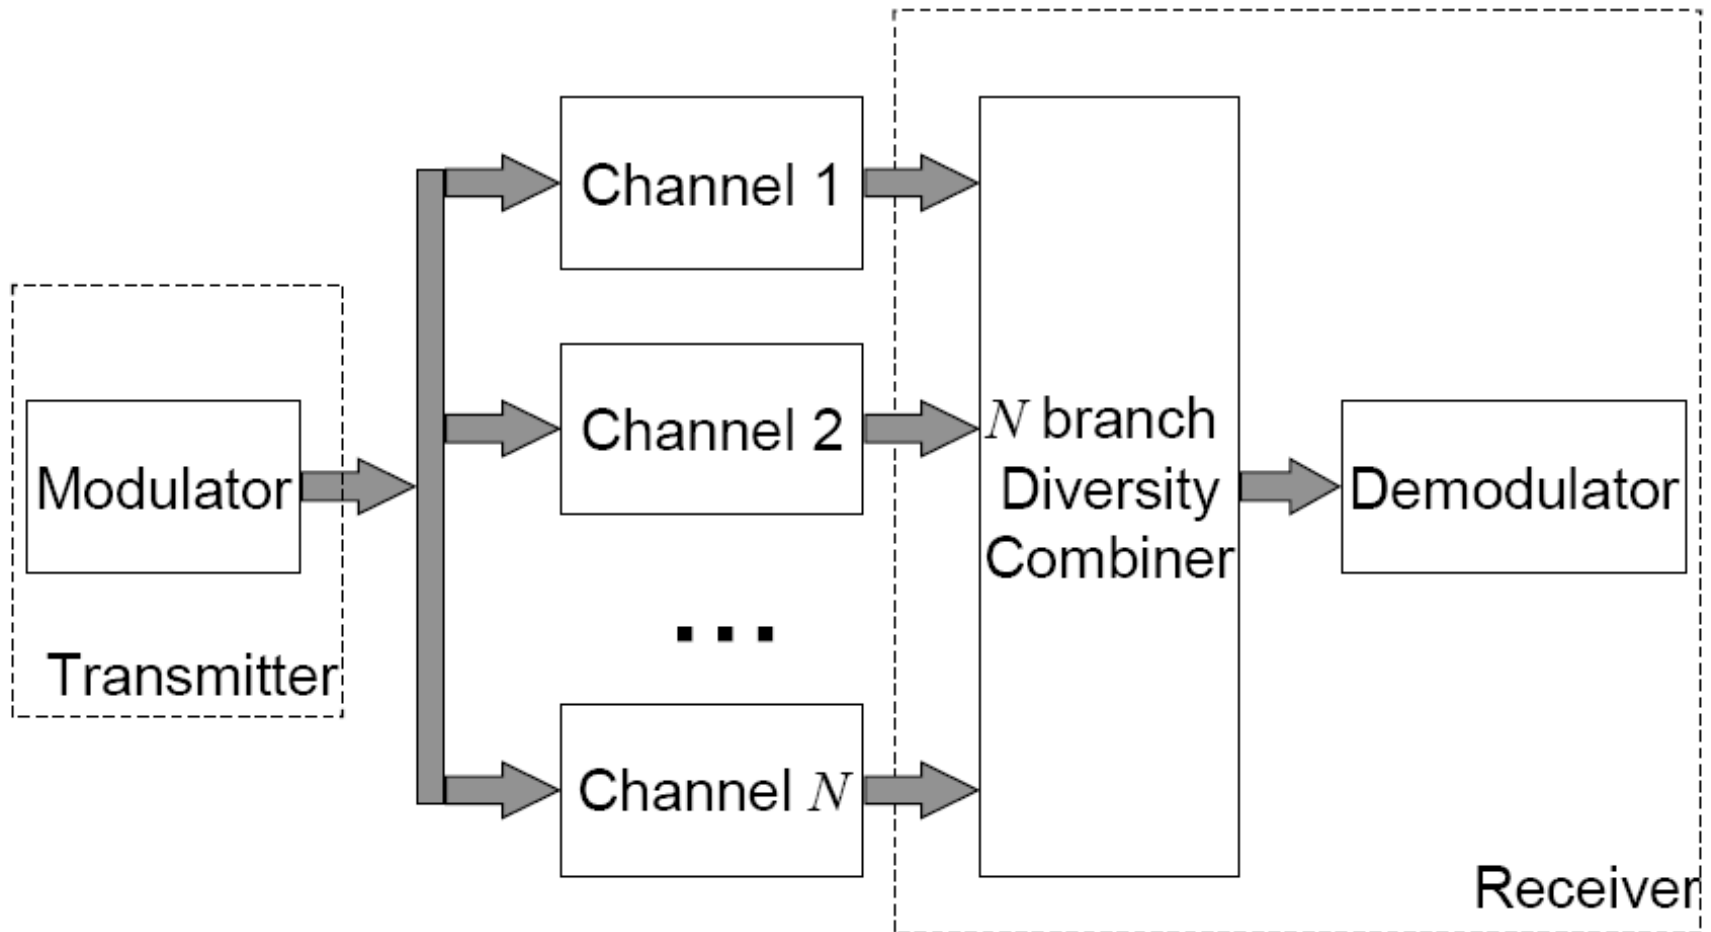 Channel 1
Channel 2
N branch
Diversity
Combiner
Modulator
Demodulator
...
Transmitter
Channel N
Receiver